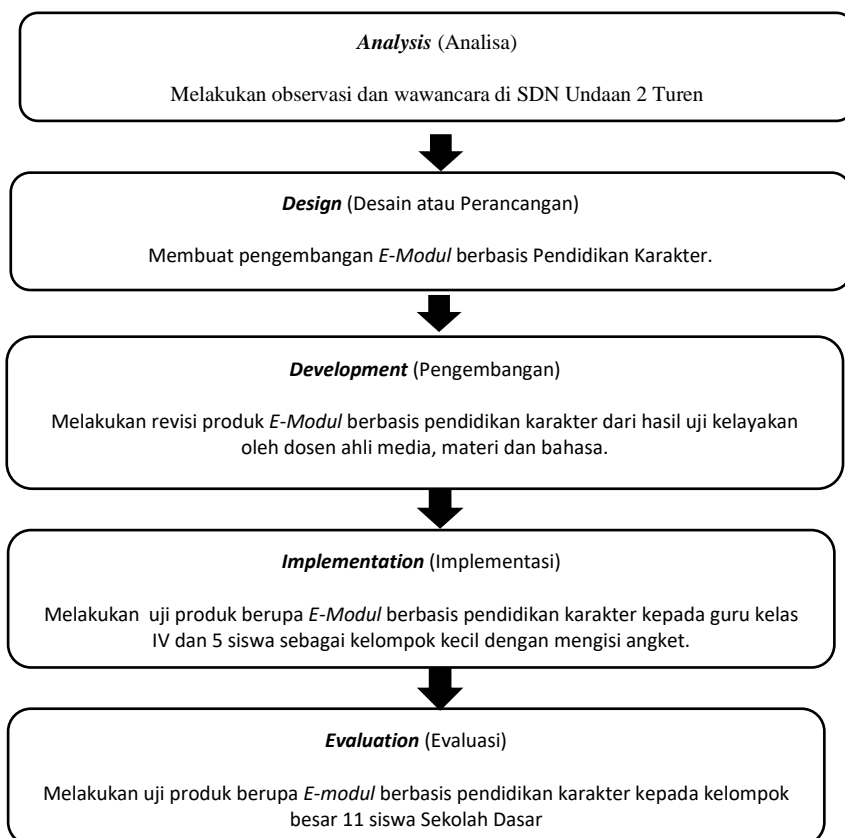 Analysis (Analisa)
Melakukan observasi dan wawancara di SDN Undaan 2 Turen
Design (Desain atau Perancangan)
Membuat pengembangan E-Modul berbasis Pendidikan Karakter.
Development (Pengembangan)
Melakukan revisi produk E-Modul berbasis pendidikan karakter dari hasil uji kelayakan
oleh dosen ahli media, materi dan bahasa.
Implementation (Implementasi)
Melakukan uji produk berupa E-Modul berbasis pendidikan karakter kepada guru kelas
IV dan 5 siswa sebagai kelompok kecil dengan mengisi angket.
Evaluation (Evaluasi)
Melakukan uji produk berupa E-modul berbasis pendidikan karakter kepada kelompok
besar 11 siswa Sekolah Dasar